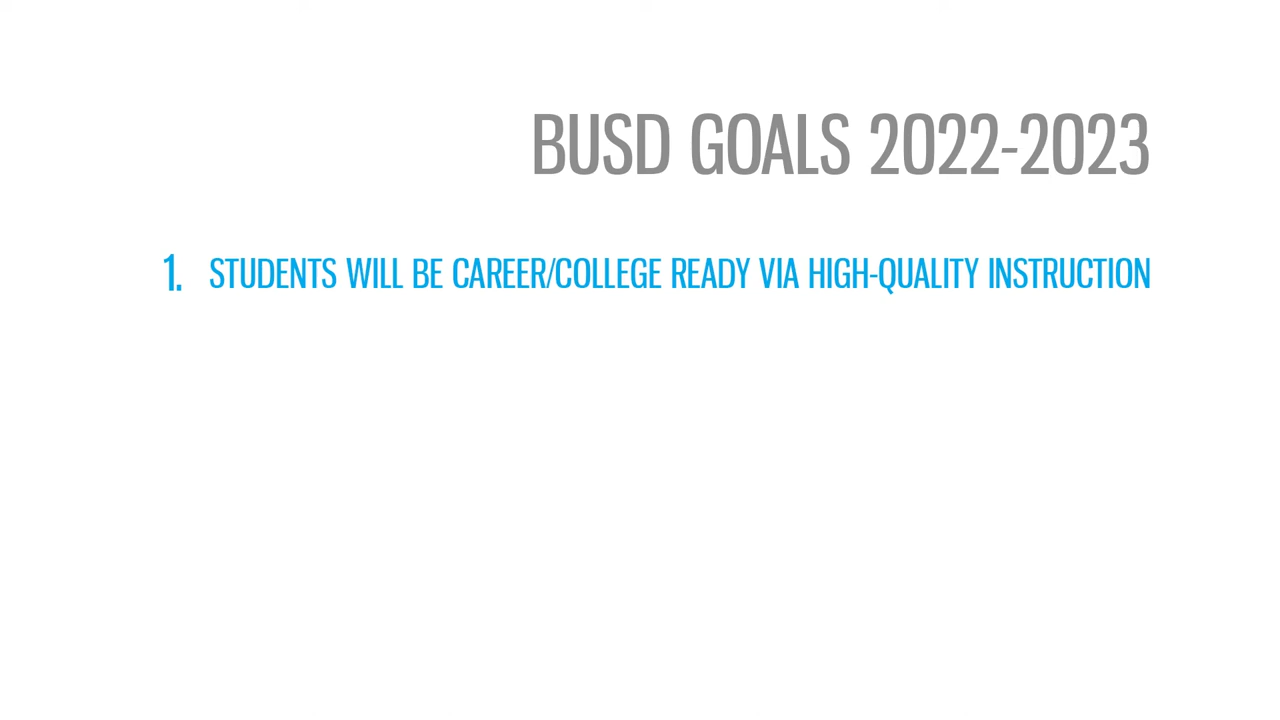 BUSD GOALS 2022-2023
1. STUDENTS WILL BE CAREER/COLLEGE READY VIA HIGH-QUALITY INSTRUCTION